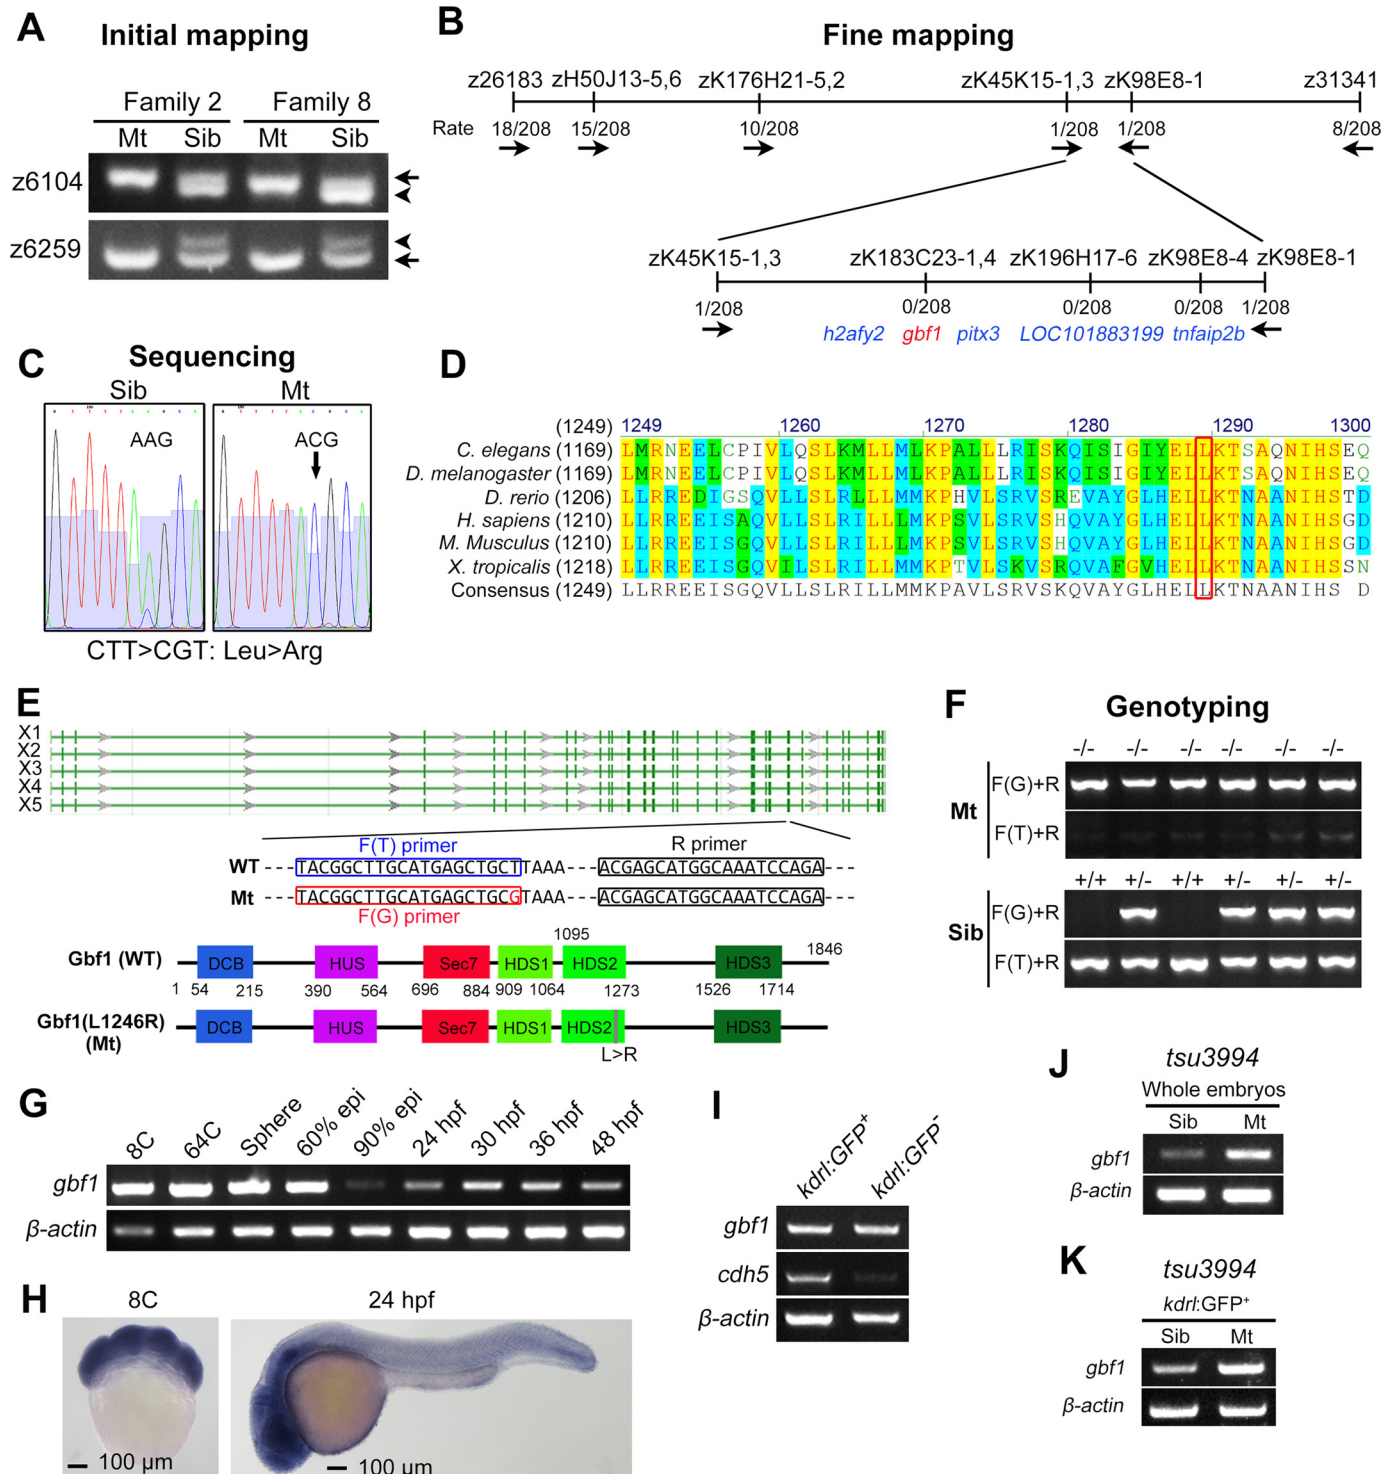 A
Initial mapping
Family 2
Family 8
Mt
Sib
Mt
Sib
z6104
z6259
B
Fine mapping
z26183
zH50J13-5,6
zK176H21-5,2
zK45K15-1,3
zK98E8-1
z31341
Rate
18/208
15/208
10/208
1/208
1/208
8/208
zK45K15-1,3
zK183C23-1,4
zK196H17-6
zK98E8-4
zK98E8-1
1/208
0/208
0/208
0/208
1/208
h2afy2
gbf1
pitx3
LOC101883199
tnfaip2b
C
Sequencing
Sib
Mt
AAG
ACG
CTT>CGT: Leu>Arg
D
(1249) 1249 1260 1270 1280 1290 1300
C. elegans (1169) LMRNEELCPIVLQSLKMLLMLKPALLLRISKQISIGIYELLKTSAQNIHSEQ
D. melanogaster (1169) LMRNEELCPIVLQSLKMLLMLKPALLLRISKQISIGIYELLKTSAQNIHSEQ
D. rerio (1206) LLRREDIGSQVLLSLRLLLMMKPHVLSRVSREVAYGLHELLKTNAANIHSTD
H. sapiens (1210) LLRREEISAQVLLSLRILLLMKPSVLSRVSHQVAYGLHELLKTNAANIHSGD
M. Musculus (1210) LLRREEISGQVLLSLRILLLMKPSVLSRVSHQVAYGLHELLKTNAANIHSGD
X. tropicalis (1218) LLRREEISGQVILSLRILLMMKPTVLSKVSRQVAFGVHELLKTNAANIHSSN
Consensus (1249) LLRREEISGQVLLSLRILLMMKPAVLSRVSKQVAYGLHELLKTNAANIHS D
E
X1
X2
X3
X4
X5
F(T) primer
R primer
WT ---TACGGCTTGCATGAGCTGCTTAAA---ACGAGCATGGCAAATCCAGA---
Mt ---TACGGCTTGCATGAGCTGCGTAAA---ACGAGCATGGCAAATCCAGA---
F(G) primer
1095
1846
Gbf1 (WT)
DCB
HUS
Sec7
HDS1
HDS2
HDS3
1 54 215 390 564 696 884 909 1064 1273 1526 1714
Gbf1(L1246R)
(Mt)
DCB
HUS
Sec7
HDS1
HDS2
HDS3
L>R
F
Genotyping
-/- -/- -/- -/- -/- -/-
Mt
F(G)+R
F(T)+R
+/+ +/- +/+ +/- +/- +/-
Sib
F(G)+R
F(T)+R
G
8C
64C
Sphere
60% epi
90% epi
24 hpf
30 hpf
36 hpf
48 hpf
gbf1
β-actin
H
8C
24 hpf
100 µm
100 µm
I
kdrl:GFP+
kdrl:GFP-
gbf1
cdh5
β-actin
J
tsu3994
Whole embryos
Sib
Mt
gbf1
β-actin
K
tsu3994
kdrl:GFP+
Sib
Mt
gbf1
β-actin